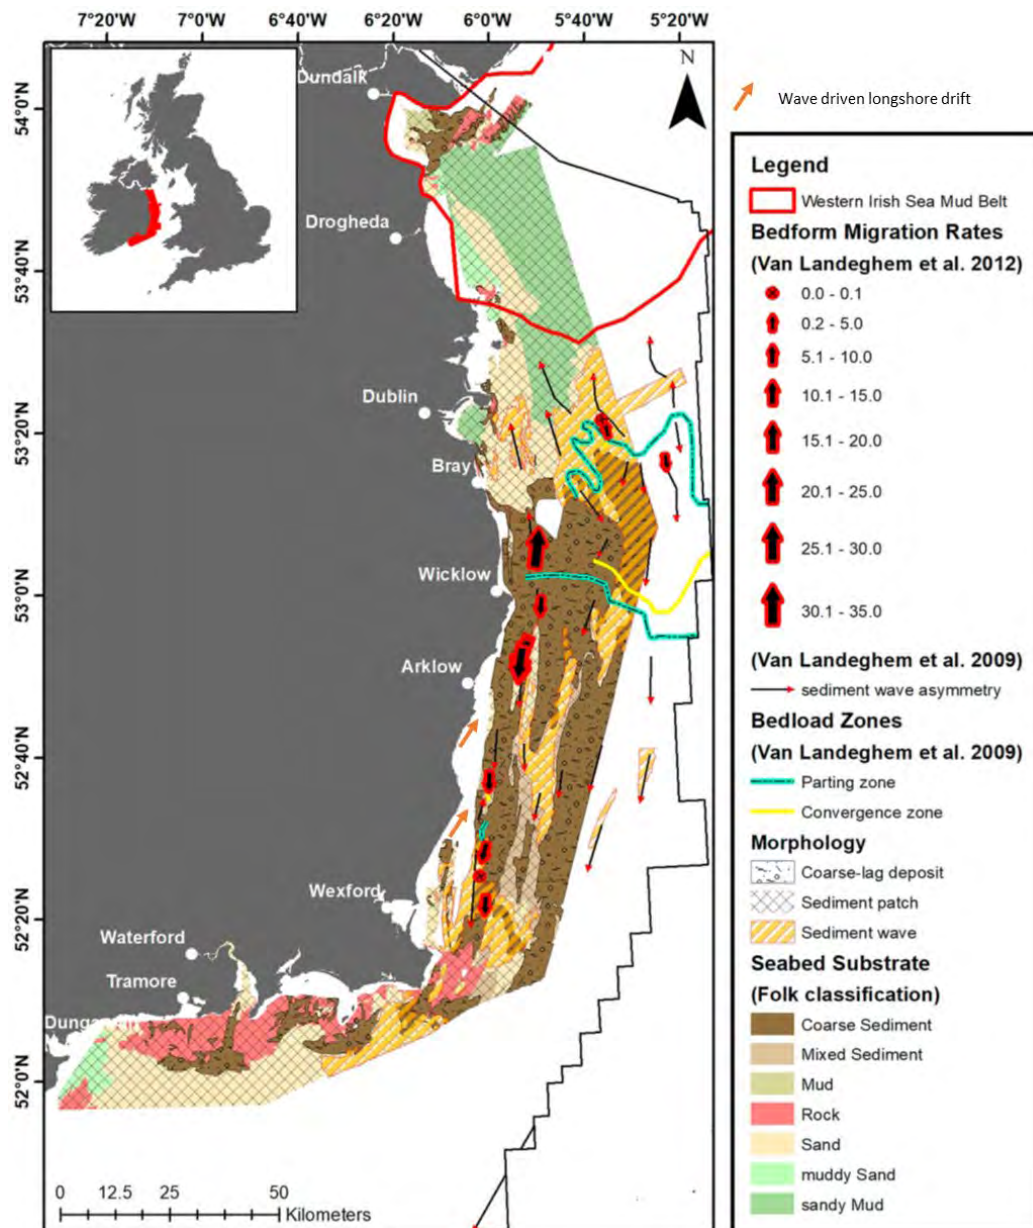 7°20'W 7°0'W 6°40'W 6°20'W 6°0'W 5°40'W 5°20'W
54°0'N
53°40'N
53°20'N
53°0'N
52°40'N
52°20'N
52°0'N
N
Dundalk
Drogheda
Dublin
Bray
Wicklow
Arklow
Wexford
Waterford
Tramore
0 12.5 25 50
Kilometers
Wave driven longshore drift
Legend
Western Irish Sea Mud Belt
Bedform Migration Rates
(Van Landeghem et al. 2012)
0.0 - 0.1
0.2 - 5.0
5.1 - 10.0
10.1 - 15.0
15.1 - 20.0
20.1 - 25.0
25.1 - 30.0
30.1 - 35.0
(Van Landeghem et al. 2009)
sediment wave asymmetry
Bedload Zones
(Van Landeghem et al. 2009)
Parting zone
Convergence zone
Morphology
Coarse-lag deposit
Sediment patch
Sediment wave
Seabed Substrate
(Folk classification)
Coarse Sediment
Mixed Sediment
Mud
Rock
Sand
muddy Sand
sandy Mud